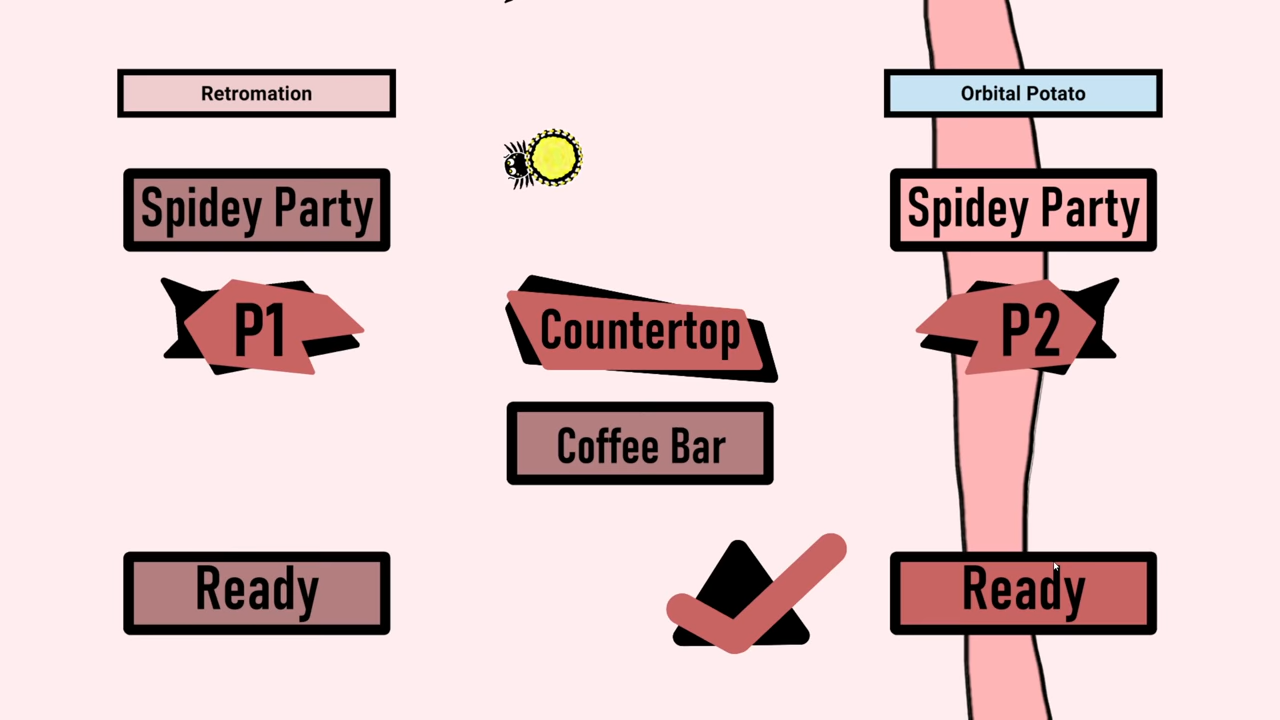 Retromation
Orbital Potato
Spidey Party
Spidey Party
P1
Countertop
P2
Coffee Bar
Ready
Ready